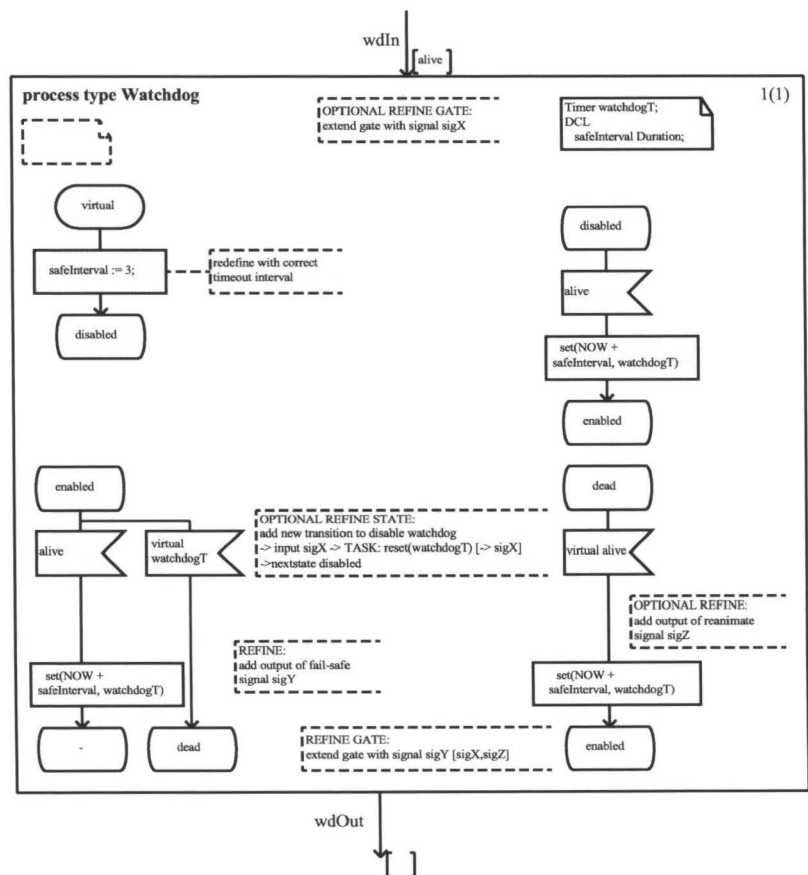 wdIn
[alive]
process type Watchdog
1(1)
OPTIONAL REFINE GATE:
extend gate with signal sigX
Timer watchdogT;
DCL
safeInterval Duration;
virtual
safeInterval := 3;
redefine with correct
timeout interval
disabled
disabled
alive
set(NOW +
safeInterval, watchdogT)
enabled
enabled
alive
virtual
watchdogT
OPTIONAL REFINE STATE:
add new transition to disable watchdog
-> input sigX -> TASK: reset(watchdogT) [-> sigX]
->nextstate disabled
dead
virtual alive
OPTIONAL REFINE:
add output of reanimate
signal sigZ
REFINE:
add output of fail-safe
signal sigY
set(NOW +
safeInterval, watchdogT)
set(NOW +
safeInterval, watchdogT)
-
dead
REFINE GATE:
extend gate with signal sigY [sigX,sigZ]
enabled
wdOut
[ ]